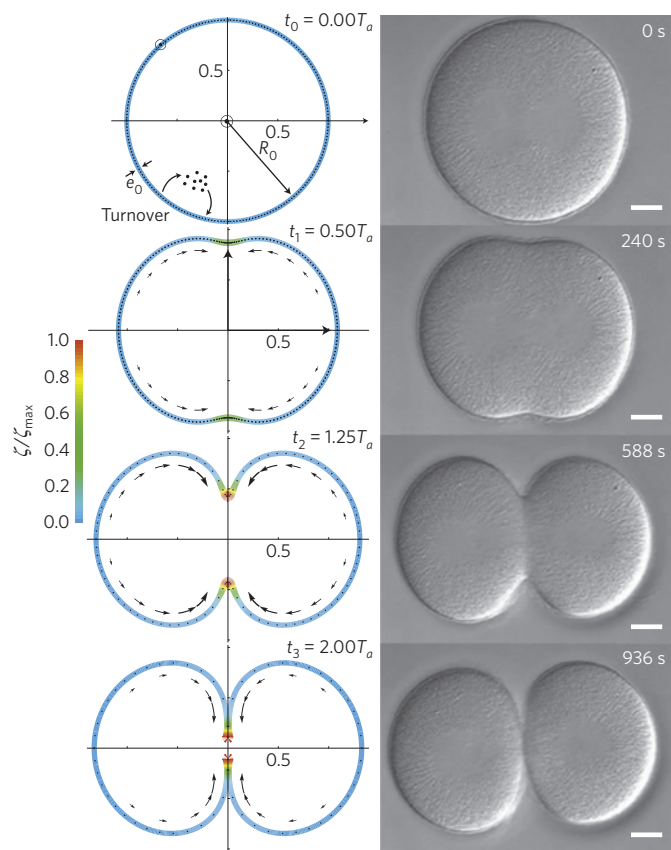 t₀ = 0.00Tₐ
0 s
0.5
0.5
R₀
e₀
Turnover
t₁ = 0.50Tₐ
240 s
0.5
1.0
0.8
0.6
0.4
0.2
0.0
ζ/ζmax
t₂ = 1.25Tₐ
588 s
0.5
t₃ = 2.00Tₐ
936 s
0.5